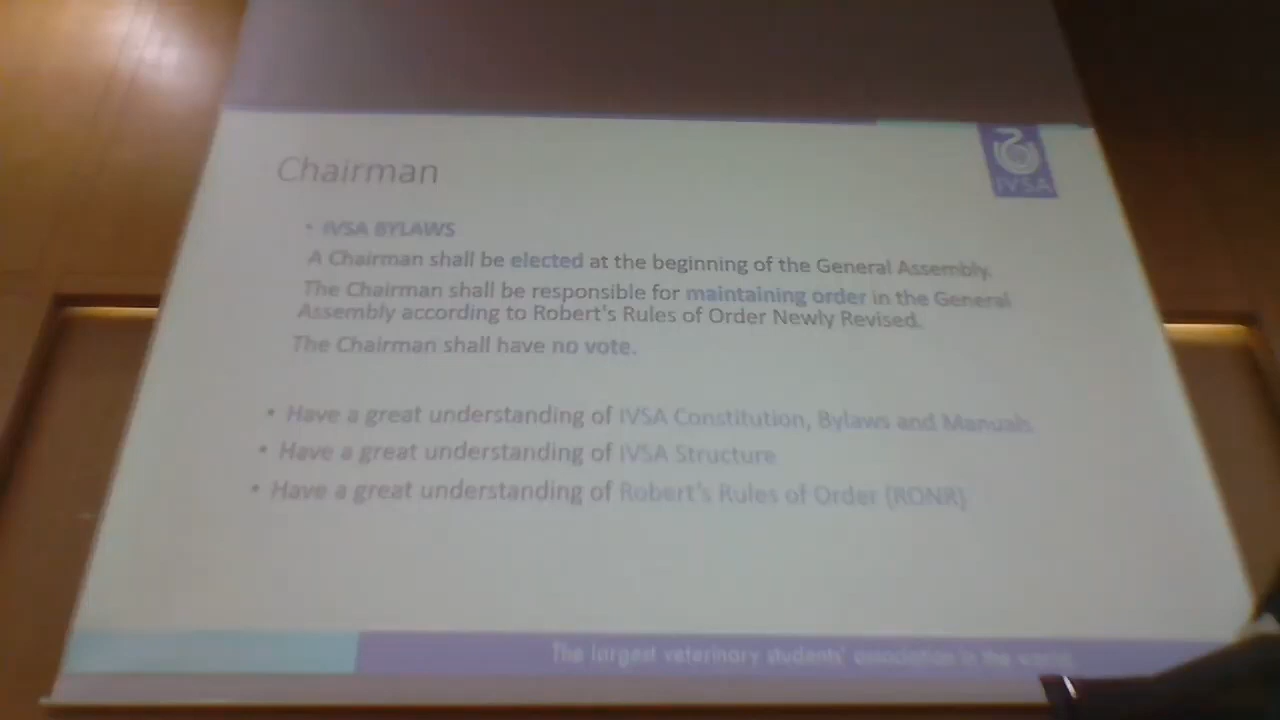 Chairman
IVSA
• IVSA BYLAWS
A Chairman shall be elected at the beginning of the General Assembly.
The Chairman shall be responsible for maintaining order in the General
Assembly according to Robert's Rules of Order Newly Revised.
The Chairman shall have no vote.
• Have a great understanding of IVSA Constitution, Bylaws and Manuals
• Have a great understanding of IVSA Structure
• Have a great understanding of Robert's Rules of Order (RONR)
The largest veterinary students' association in the world